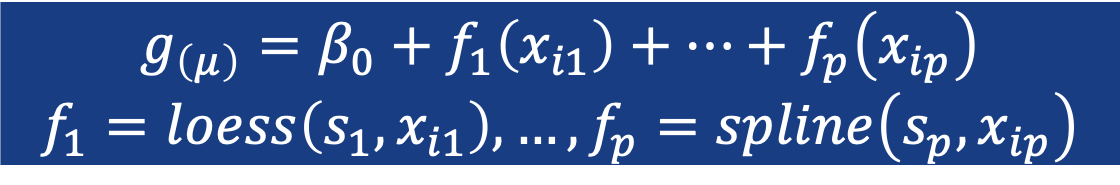 g₍μ₎ = β₀ + f₁(xᵢ₁) + ⋯ + fₚ(xᵢₚ)
f₁ = loess(s₁, xᵢ₁), … , fₚ = spline(sₚ, xᵢₚ)